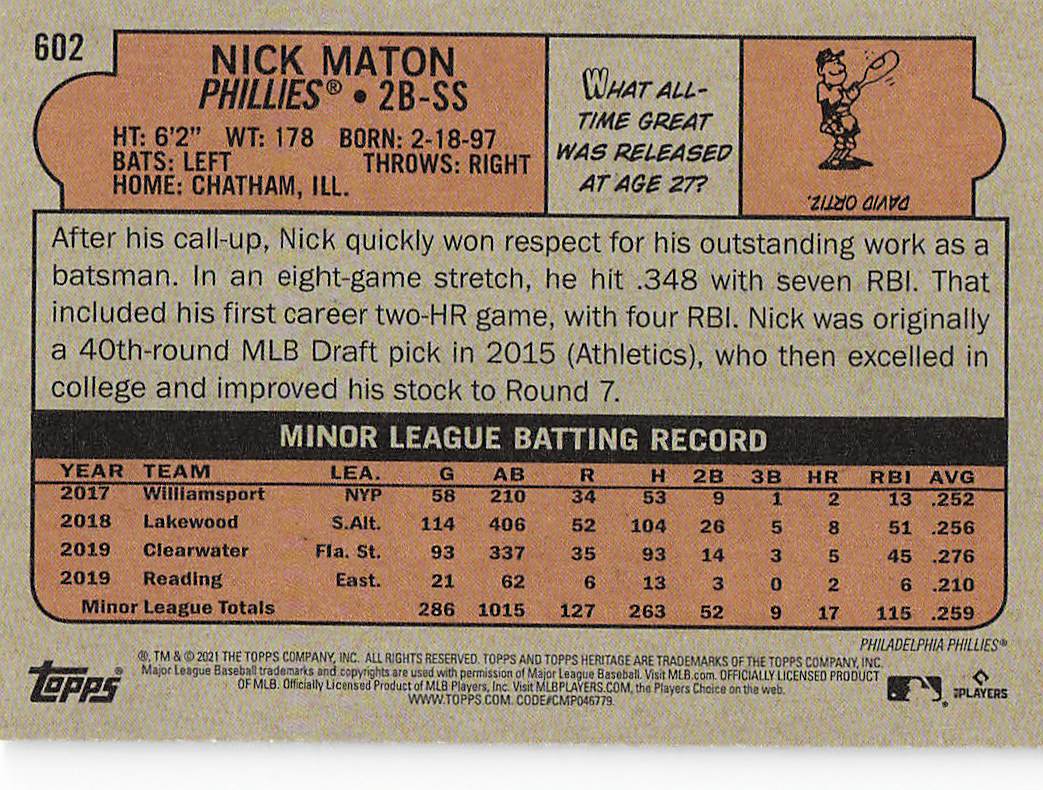 602
NICK MATON
PHILLIES® • 2B-SS
HT: 6'2" WT: 178 BORN: 2-18-97
BATS: LEFT THROWS: RIGHT
HOME: CHATHAM, ILL.
WHAT ALL-
TIME GREAT
WAS RELEASED
AT AGE 27?
DAVID ORTIZ.
After his call-up, Nick quickly won respect for his outstanding work as a
batsman. In an eight-game stretch, he hit .348 with seven RBI. That
included his first career two-HR game, with four RBI. Nick was originally
a 40th-round MLB Draft pick in 2015 (Athletics), who then excelled in
college and improved his stock to Round 7.
MINOR LEAGUE BATTING RECORD
YEAR TEAM LEA. G AB R H 2B 3B HR RBI AVG
2017 Williamsport NYP 58 210 34 53 9 1 2 13 .252
2018 Lakewood S.Alt. 114 406 52 104 26 5 8 51 .256
2019 Clearwater Fla. St. 93 337 35 93 14 3 5 45 .276
2019 Reading East. 21 62 6 13 3 0 2 6 .210
Minor League Totals 286 1015 127 263 52 9 17 115 .259
PHILADELPHIA PHILLIES®
®, TM & © 2021 THE TOPPS COMPANY, INC. ALL RIGHTS RESERVED. TOPPS AND TOPPS HERITAGE ARE TRADEMARKS OF THE TOPPS COMPANY, INC.
Major League Baseball trademarks and copyrights are used with permission of Major League Baseball. Visit MLB.com. OFFICIALLY LICENSED PRODUCT
OF MLB. Officially Licensed Product of MLB Players, Inc. Visit MLBPLAYERS.COM, the Players Choice on the web.
WWW.TOPPS.COM. CODE#CMP046779.
TOPPS®
MLBPLAYERS